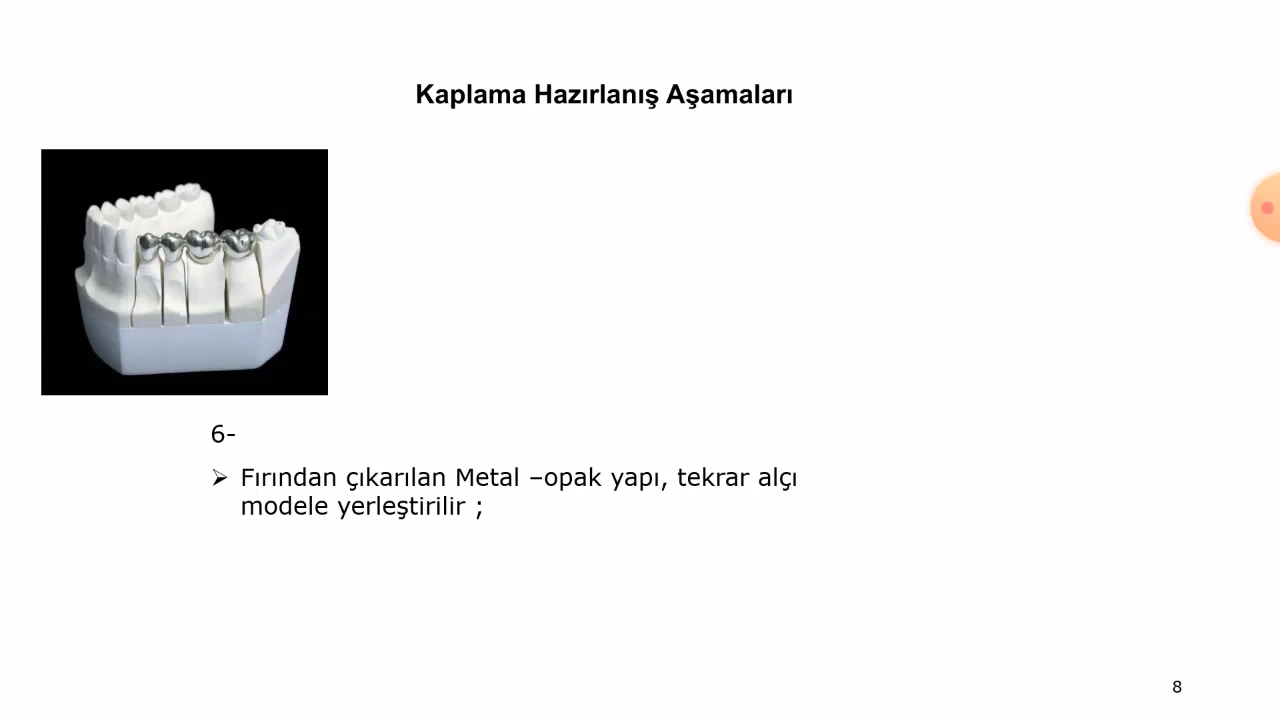 Kaplama Hazırlanış Aşamaları
6-
➢ Fırından çıkarılan Metal –opak yapı, tekrar alçı
modele yerleştirilir ;
8